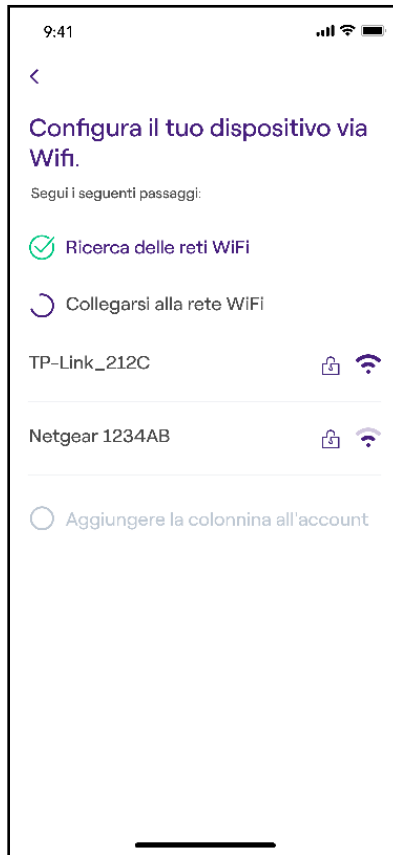 9:41
Configura il tuo dispositivo via
Wifi.
Segui i seguenti passaggi:
Ricerca delle reti WiFi
Collegarsi alla rete WiFi
TP-Link_212C
Netgear 1234AB
Aggiungere la colonnina all'account